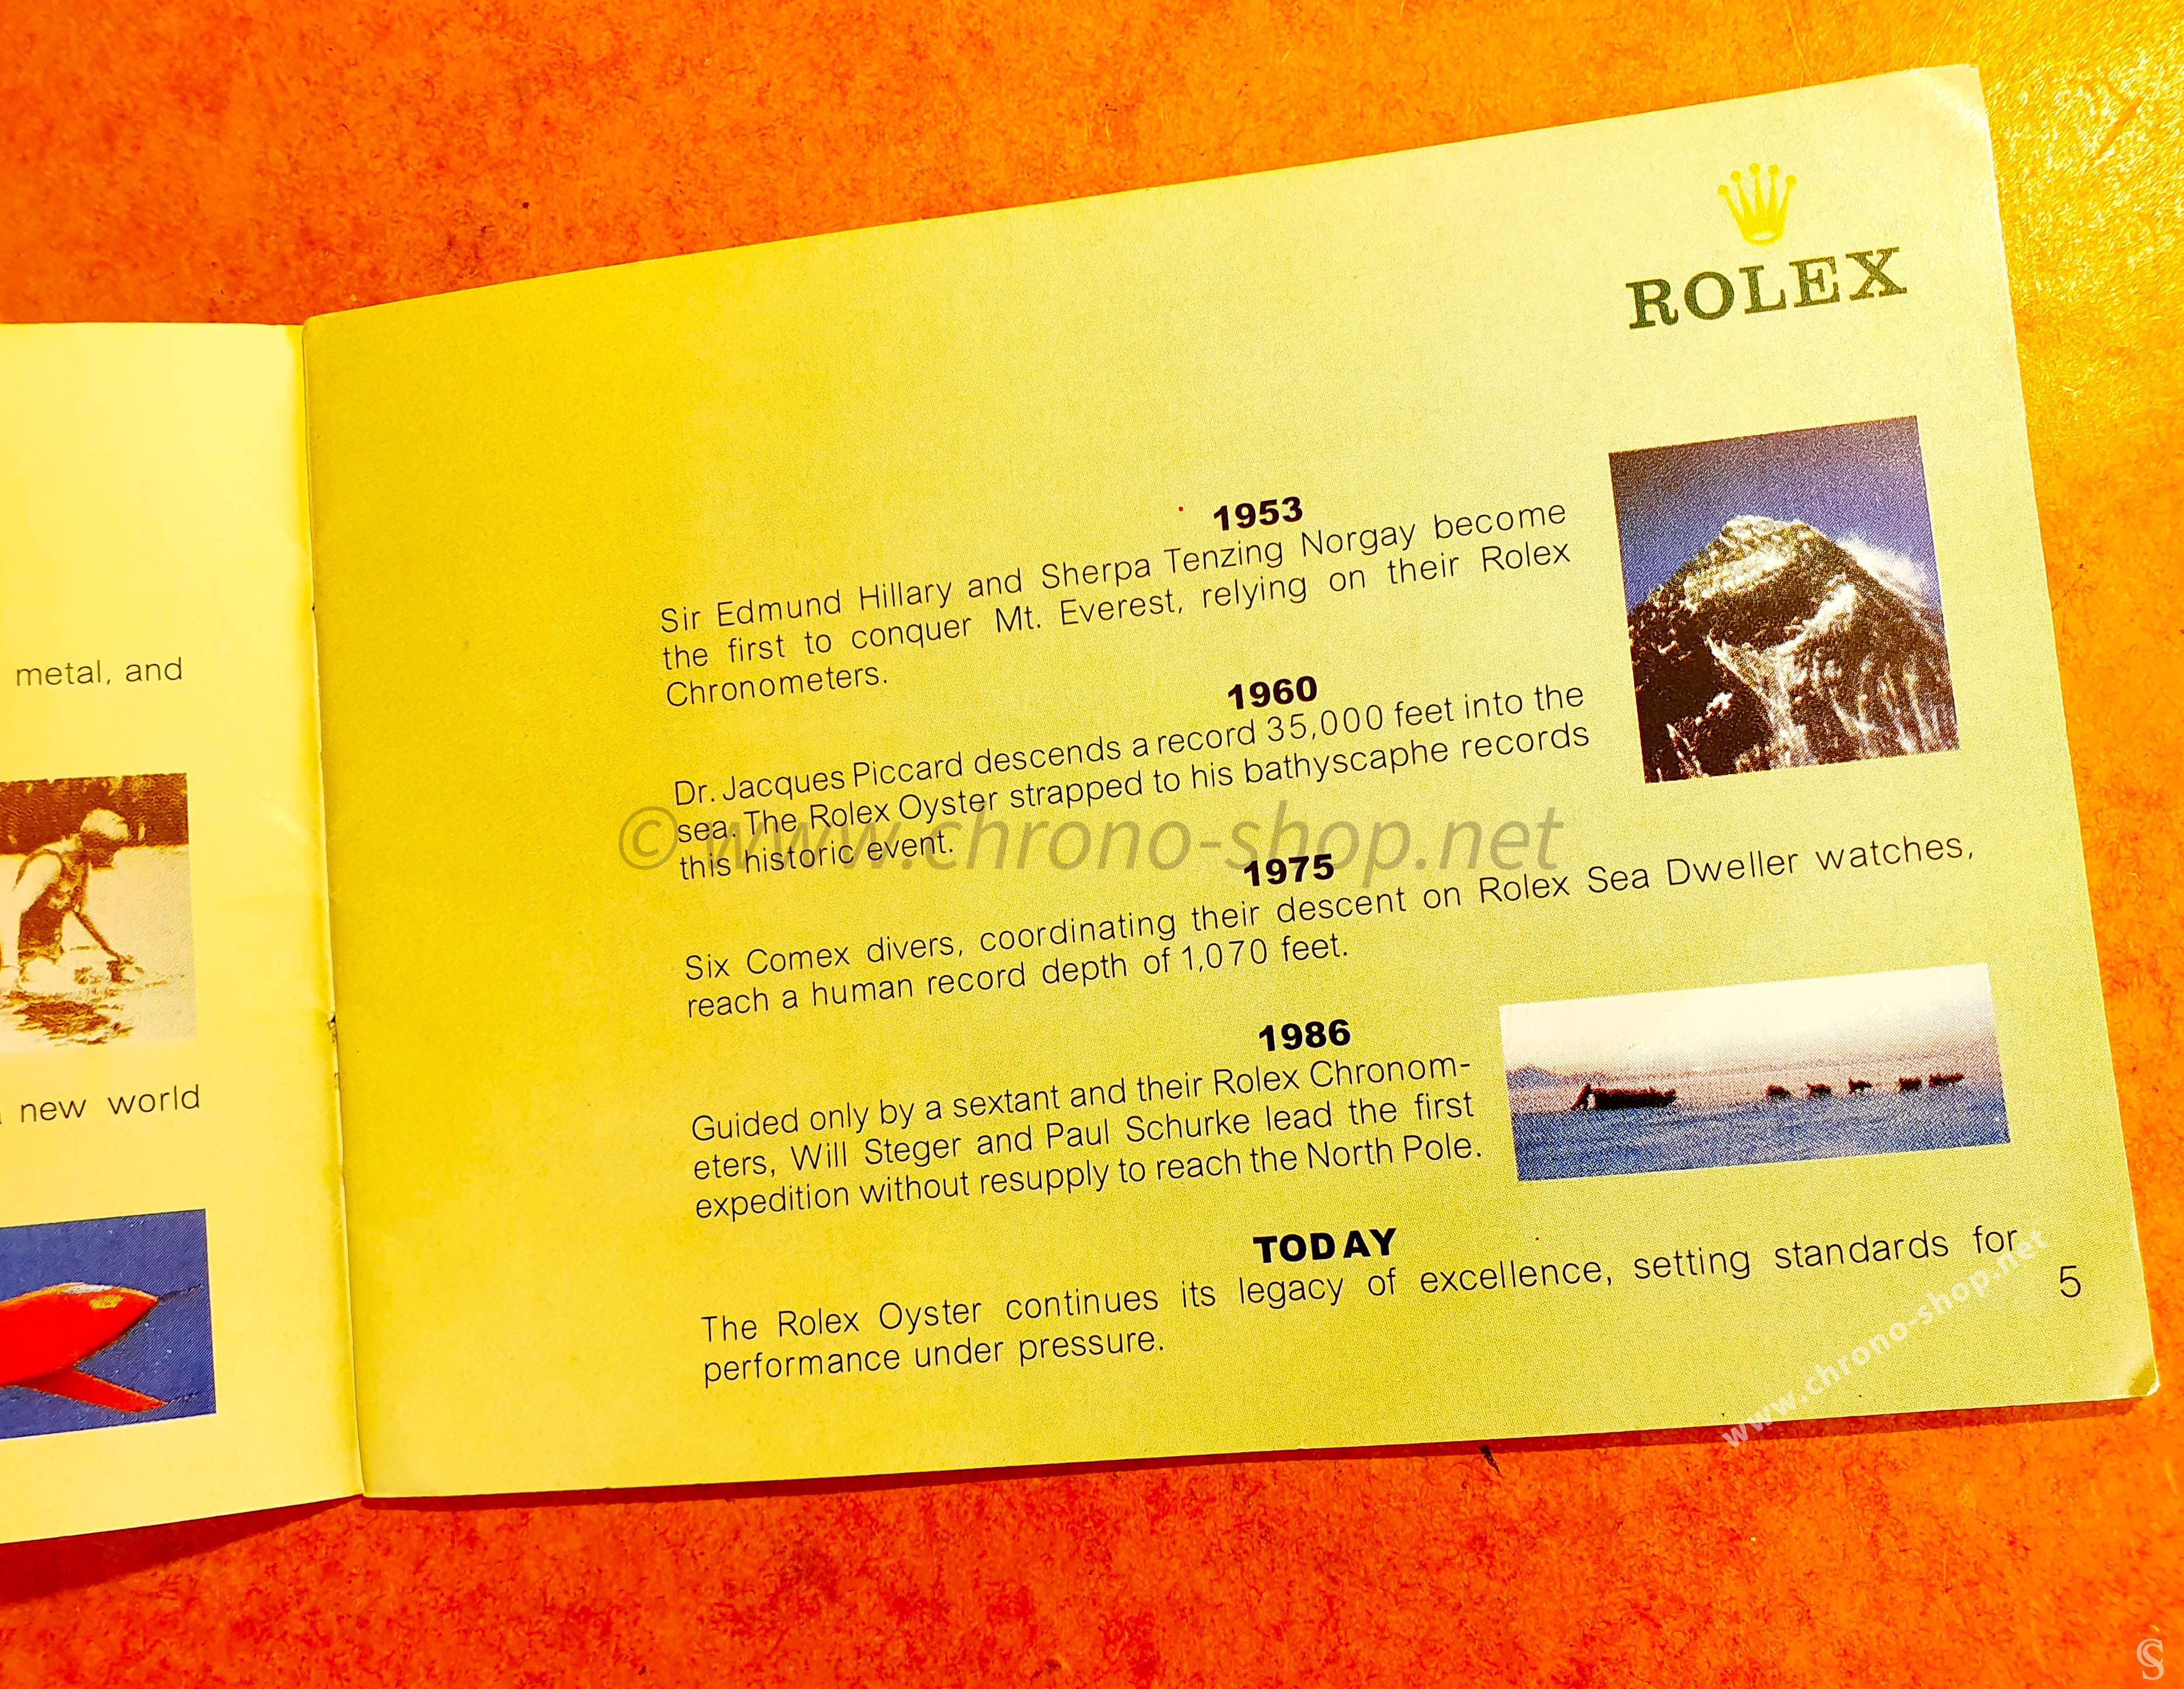 metal, and
new world
ROLEX
1953
Sir Edmund Hillary and Sherpa Tenzing Norgay become
the first to conquer Mt. Everest, relying on their Rolex
Chronometers.
1960
Dr. Jacques Piccard descends a record 35,000 feet into the
sea. The Rolex Oyster strapped to his bathyscaphe records
this historic event.
©www.chrono-shop.net
1975
Six Comex divers, coordinating their descent on Rolex Sea Dweller watches,
reach a human record depth of 1,070 feet.
1986
Guided only by a sextant and their Rolex Chronom-
eters, Will Steger and Paul Schurke lead the first
expedition without resupply to reach the North Pole.
TODAY
The Rolex Oyster continues its legacy of excellence, setting standards for
performance under pressure.
5
www.chrono-shop.net